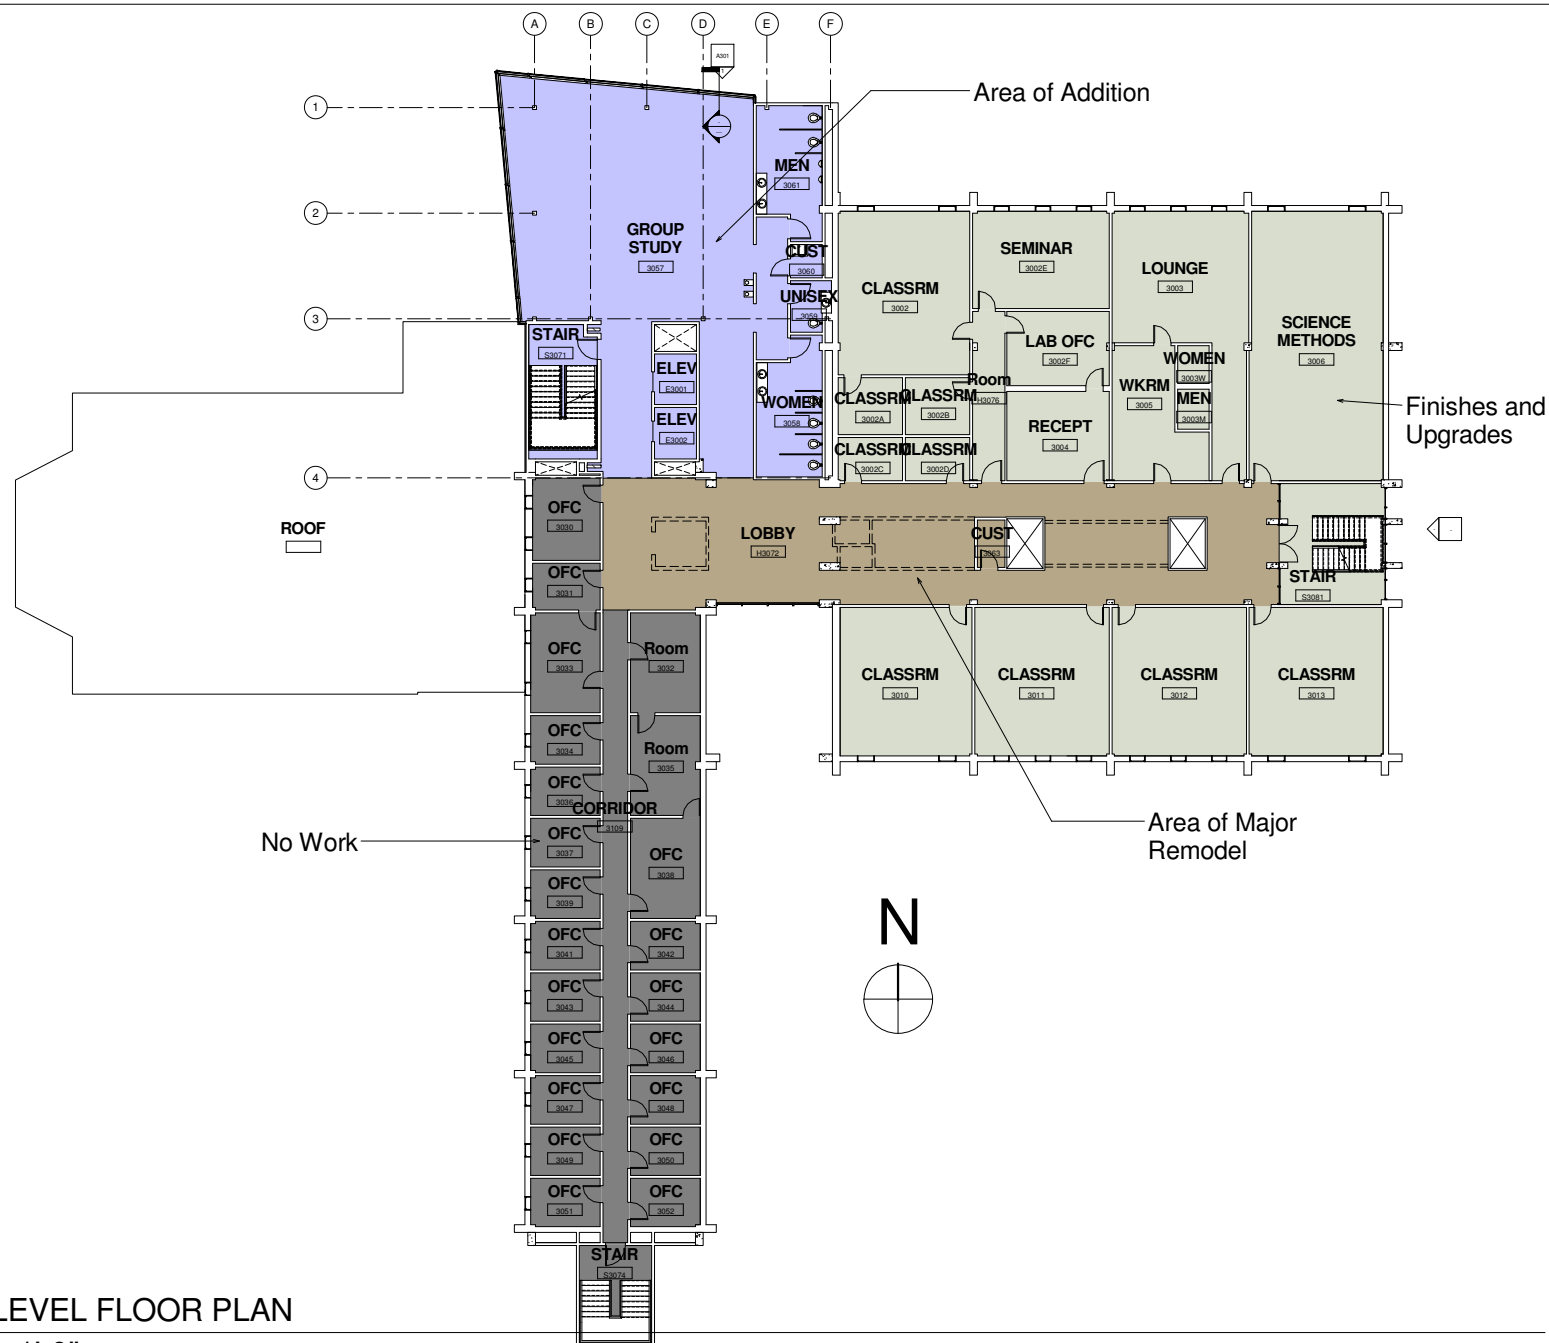 A B C D E F
A301
1
Area of Addition
1
MEN
3061
2
GROUP
STUDY
3057
CUST
3060
UNISEX
3059
3
STAIR
S3071
ELEV
E3001
ELEV
E3002
WOMEN
3058
4
CLASSRM
3002
SEMINAR
3002E
LOUNGE
3003
SCIENCE
METHODS
3006
LAB OFC
3002F
Room
H3076
WKRM
3005
WOMEN
3003W
MEN
3003M
CLASSRM
3002A
CLASSRM
3002B
RECEPT
3004
CLASSRM
3002C
CLASSRM
3002D
Finishes and
Upgrades
ROOF
OFC
3030
LOBBY
H3072
CUST
3063
STAIR
S3081
OFC
3031
OFC
3033
Room
3032
CLASSRM
3010
CLASSRM
3011
CLASSRM
3012
CLASSRM
3013
OFC
3034
Room
3035
OFC
3036
CORRIDOR
3109
No Work
OFC
3037
OFC
3038
Area of Major
Remodel
OFC
3039
N
OFC
3041
OFC
3042
OFC
3043
OFC
3044
OFC
3045
OFC
3046
OFC
3047
OFC
3048
OFC
3049
OFC
3050
OFC
3051
OFC
3052
STAIR
S3074
LEVEL FLOOR PLAN